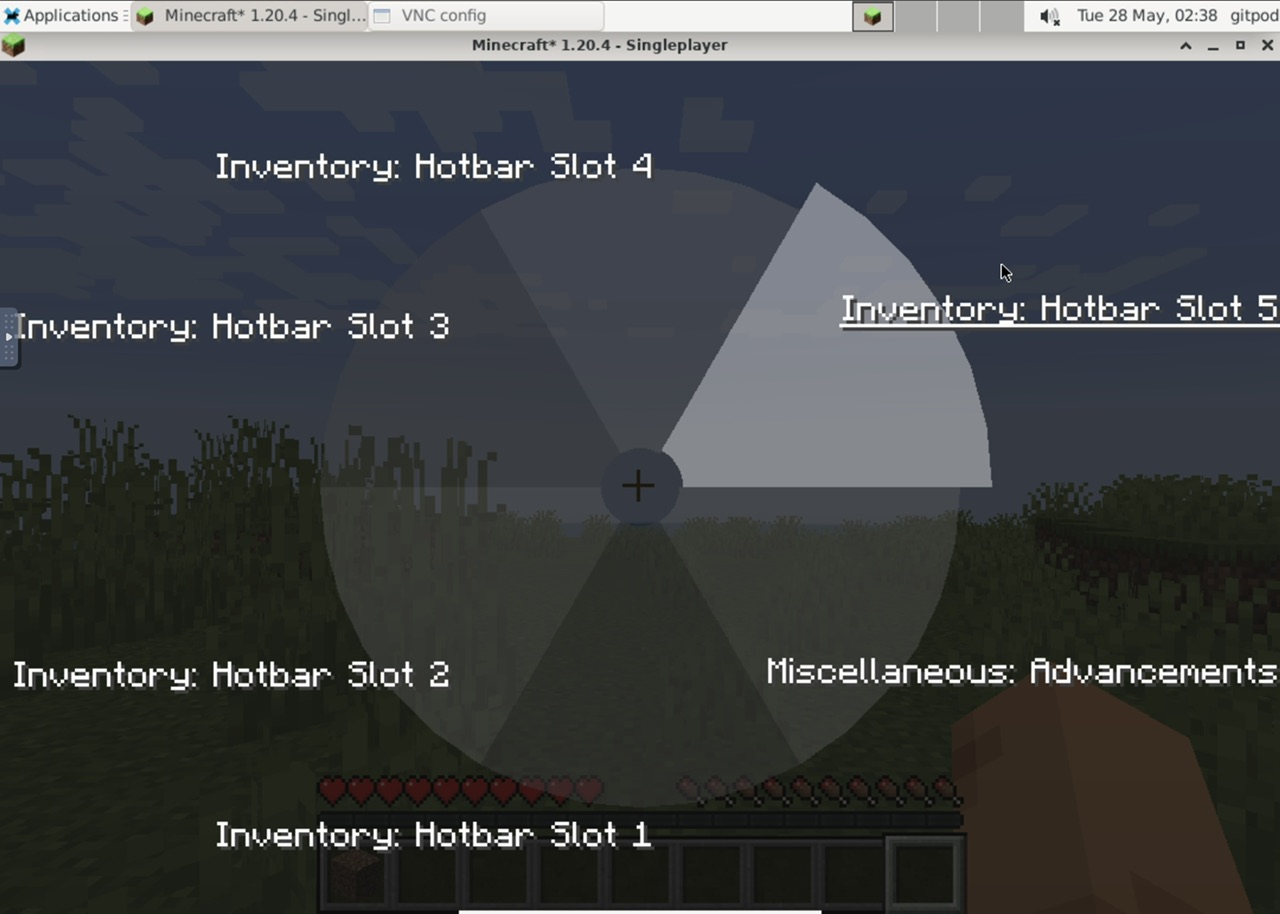 Applications
Minecraft* 1.20.4 - Singl...
VNC config
Tue 28 May, 02:38
gitpod
Minecraft* 1.20.4 - Singleplayer
Inventory: Hotbar Slot 4
Inventory: Hotbar Slot 5
Inventory: Hotbar Slot 3
Inventory: Hotbar Slot 2
Miscellaneous: Advancements
Inventory: Hotbar Slot 1